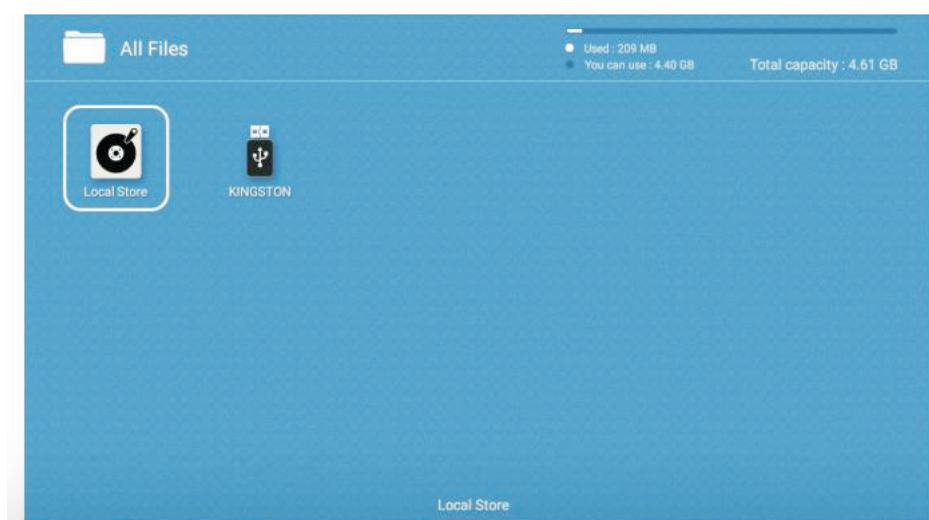 All Files
Used : 209 MB
You can use : 4.40 GB
Total capacity : 4.61 GB
Local Store
KINGSTON
Local Store